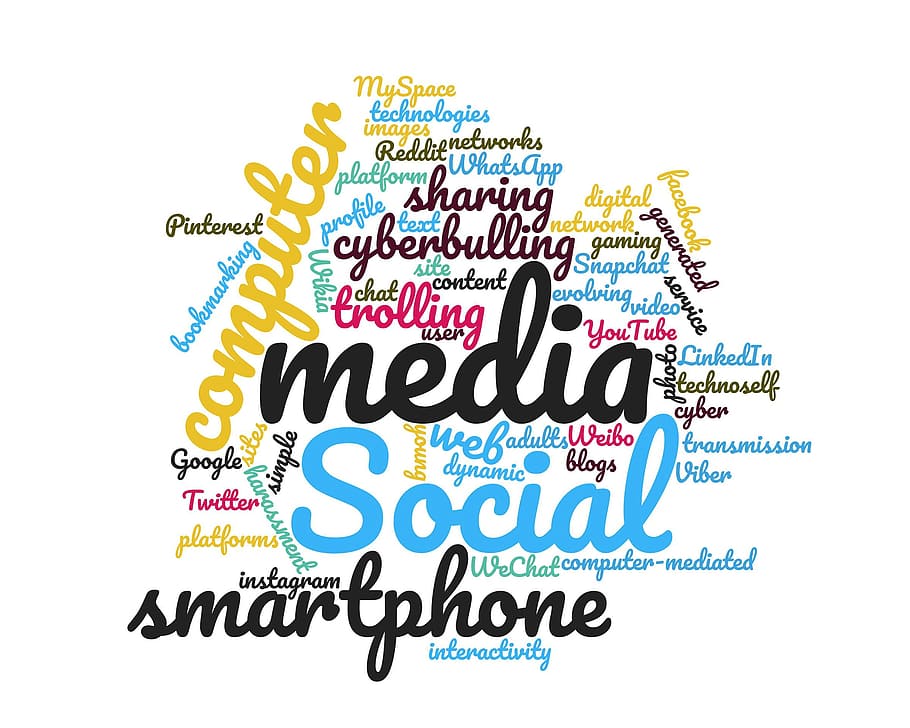 MySpace
technologies
images
Reddit
networks
platform
WhatsApp
sharing
computer
Pinterest
profile
text
digital
network
facebook
generated
cyberbulling
gaming
bookmarking
Wikia
site
content
Snapchat
chat
trolling
user
evolving
video
service
YouTube
media
photo
LinkedIn
technoself
cyber
sites
simple
young
web
adults
Weibo
transmission
Google
dynamic
blogs
Viber
harassment
Twitter
Social
platforms
instagram
WeChat
computer-mediated
smartphone
interactivity